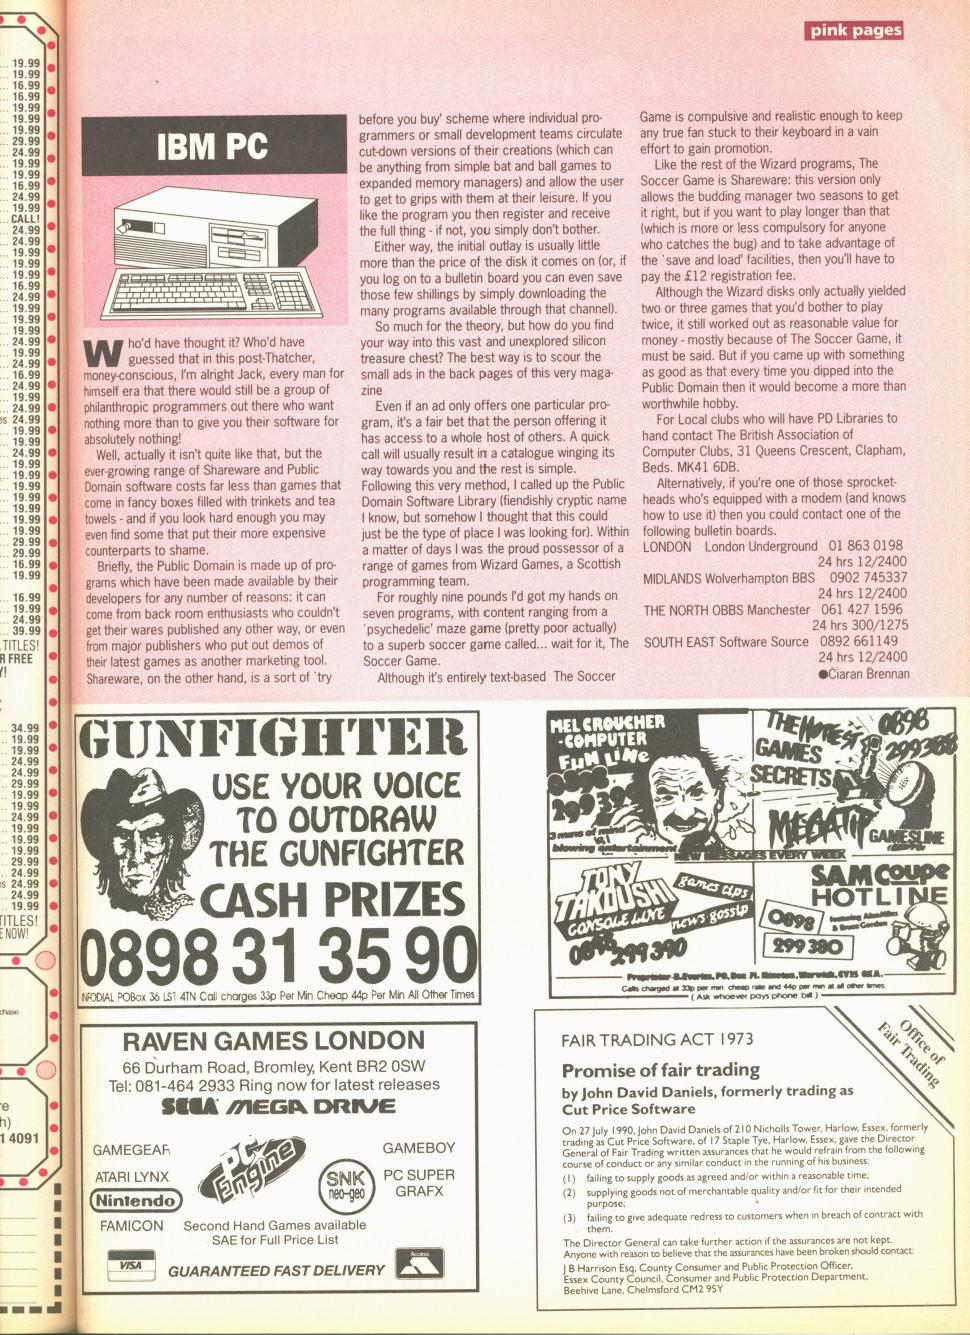 pink pages
IBM PC
Who'd have thought it? Who'd have
guessed that in this post-Thatcher,
money-conscious, I'm alright Jack, every man for
himself era that there would still be a group of
philanthropic programmers out there who want
nothing more than to give you their software for
absolutely nothing!
Well, actually it isn't quite like that, but the
ever-growing range of Shareware and Public
Domain software costs far less than games that
come in fancy boxes filled with trinkets and tea
towels - and if you look hard enough you may
even find some that put their more expensive
counterparts to shame.
Briefly, the Public Domain is made up of pro-
grams which have been made available by their
developers for any number of reasons: it can
come from back room enthusiasts who couldn't
get their wares published any other way, or even
from major publishers who put out demos of
their latest games as another marketing tool.
Shareware, on the other hand, is a sort of `try
before you buy' scheme where individual pro-
grammers or small development teams circulate
cut-down versions of their creations (which can
be anything from simple bat and ball games to
expanded memory managers) and allow the user
to get to grips with them at their leisure. If you
like the program you then register and receive
the full thing - if not, you simply don't bother.
Either way, the initial outlay is usually little
more than the price of the disk it comes on (or, if
you log on to a bulletin board you can even save
those few shillings by simply downloading the
many programs available through that channel).
So much for the theory, but how do you find
your way into this vast and unexplored silicon
treasure chest? The best way is to scour the
small ads in the back pages of this very maga-
zine
Even if an ad only offers one particular pro-
gram, it's a fair bet that the person offering it
has access to a whole host of others. A quick
call will usually result in a catalogue winging its
way towards you and the rest is simple.
Following this very method, I called up the Public
Domain Software Library (fiendishly cryptic name
I know, but somehow I thought that this could
just be the type of place I was looking for). Within
a matter of days I was the proud possessor of a
range of games from Wizard Games, a Scottish
programming team.
For roughly nine pounds I'd got my hands on
seven programs, with content ranging from a
`psychedelic' maze game (pretty poor actually)
to a superb soccer game called... wait for it, The
Soccer Game.
Although it's entirely text-based The Soccer
Game is compulsive and realistic enough to keep
any true fan stuck to their keyboard in a vain
effort to gain promotion.
Like the rest of the Wizard programs, The
Soccer Game is Shareware: this version only
allows the budding manager two seasons to get
it right, but if you want to play longer than that
(which is more or less compulsory for anyone
who catches the bug) and to take advantage of
the `save and load' facilities, then you'll have to
pay the £12 registration fee.
Although the Wizard disks only actually yielded
two or three games that you'd bother to play
twice, it still worked out as reasonable value for
money - mostly because of The Soccer Game, it
must be said. But if you came up with something
as good as that every time you dipped into the
Public Domain then it would become a more than
worthwhile hobby.
For Local clubs who will have PD Libraries to
hand contact The British Association of
Computer Clubs, 31 Queens Crescent, Clapham,
Beds. MK41 6DB.
Alternatively, if you're one of those sprocket-
heads who's equipped with a modem (and knows
how to use it) then you could contact one of the
following bulletin boards.
LONDON London Underground 01 863 0198
24 hrs 12/2400
MIDLANDS Wolverhampton BBS 0902 745337
24 hrs 12/2400
THE NORTH OBBS Manchester 061 427 1596
24 hrs 300/1275
SOUTH EAST Software Source 0892 661149
24 hrs 12/2400
●Ciaran Brennan
GUNFIGHTER
USE YOUR VOICE
TO OUTDRAW
THE GUNFIGHTER
CASH PRIZES
0898 31 35 90
INFODIAL POBox 36 LS1 4TN Call charges 33p Per Min Cheap 44p Per Min All Other Times
MEL CROUCHER
-COMPUTER
FUN LINE
0898
29939
3 mns of mind
blowing entertainment
THE HOTTEST
GAMES
SECRETS
0898
299388
MEGATIP
GAMESLINE
NEW MESSAGES EVERY WEEK
TONY
TAKOUSHI
CONSOLE LIVE
games tips
news gossip
0898 299 390
SAM COUPE
HOTLINE
0898
299 380
featuring Alan Miles
& Bruce Gordon
Proprietor B.Everiss, PO. Box 71. Kineton. Warwick. CV35 0XA.
Calls charged at 33p per min. cheap rate and 44p per min at all other times.
( Ask whoever pays phone bill )
RAVEN GAMES LONDON
66 Durham Road, Bromley, Kent BR2 0SW
Tel: 081-464 2933 Ring now for latest releases
SEGA MEGA DRIVE
GAMEGEAR
ATARI LYNX
Nintendo
FAMICON
PC Engine
SNK
neo-geo
GAMEBOY
PC SUPER
GRAFX
Second Hand Games available
SAE for Full Price List
VISA
GUARANTEED FAST DELIVERY
Access
Office of
Fair Trading
FAIR TRADING ACT 1973
Promise of fair trading
by John David Daniels, formerly trading as
Cut Price Software
On 27 July 1990, John David Daniels of 210 Nicholls Tower, Harlow, Essex, formerly
trading as Cut Price Software, of 17 Staple Tye, Harlow, Essex, gave the Director
General of Fair Trading written assurances that he would refrain from the following
course of conduct or any similar conduct in the running of his business:
(1) failing to supply goods as agreed and/or within a reasonable time;
(2) supplying goods not of merchantable quality and/or fit for their intended
purpose;
(3) failing to give adequate redress to customers when in breach of contract with
them.
The Director General can take further action if the assurances are not kept.
Anyone with reason to believe that the assurances have been broken should contact:
J B Harrison Esq, County Consumer and Public Protection Officer,
Essex County Council, Consumer and Public Protection Department,
Beehive Lane, Chelmsford CM2 9SY